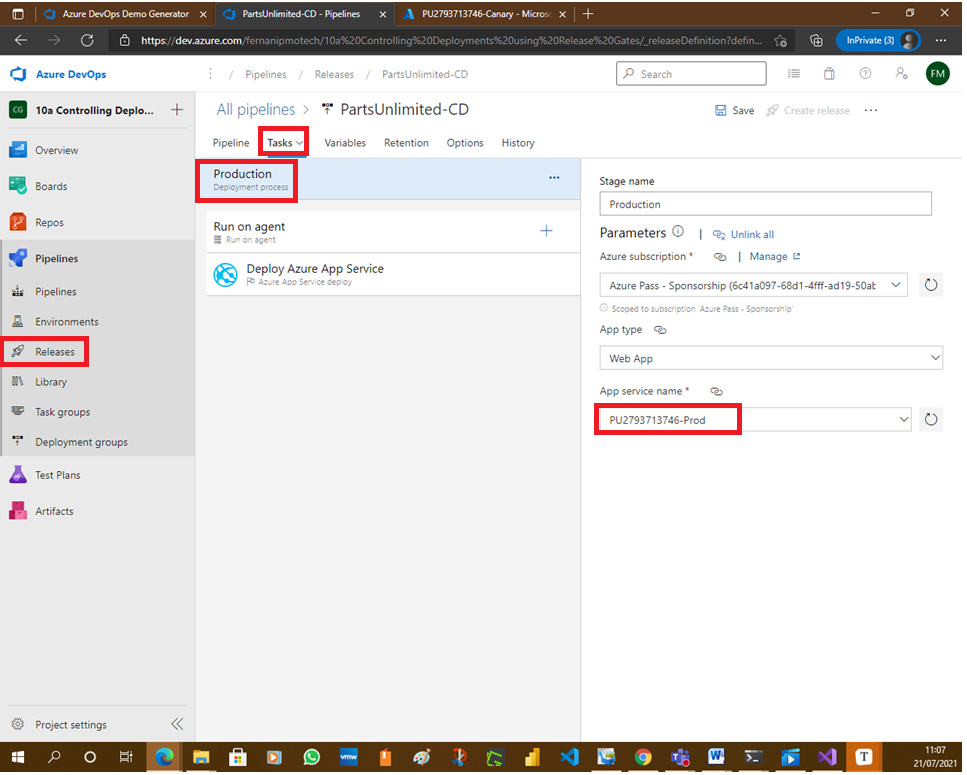 Azure DevOps Demo Generator
PartsUnlimited-CD - Pipelines
PU2793713746-Canary - Micros
https://dev.azure.com/fernanipmotech/10a%20Controlling%20Deployments%20using%20Release%20Gates/_releaseDefinition?defin...
InPrivate (3)
Azure DevOps
/ Pipelines / Releases / PartsUnlimited-CD
Search
FM
CG
10a Controlling Deplo...
All pipelines > PartsUnlimited-CD
Save
Create release
Pipeline
Tasks
Variables
Retention
Options
History
Overview
Boards
Repos
Pipelines
Pipelines
Environments
Releases
Library
Task groups
Deployment groups
Test Plans
Artifacts
Project settings
Production
Deployment process
Run on agent
Run on agent
Deploy Azure App Service
Azure App Service deploy
Stage name
Production
Parameters | Unlink all
Azure subscription * | Manage
Azure Pass - Sponsorship (6c41a097-68d1-4fff-ad19-50ab
Scoped to subscription 'Azure Pass - Sponsorship'
App type
Web App
App service name *
PU2793713746-Prod
vmw
W
T
11:07
21/07/2021